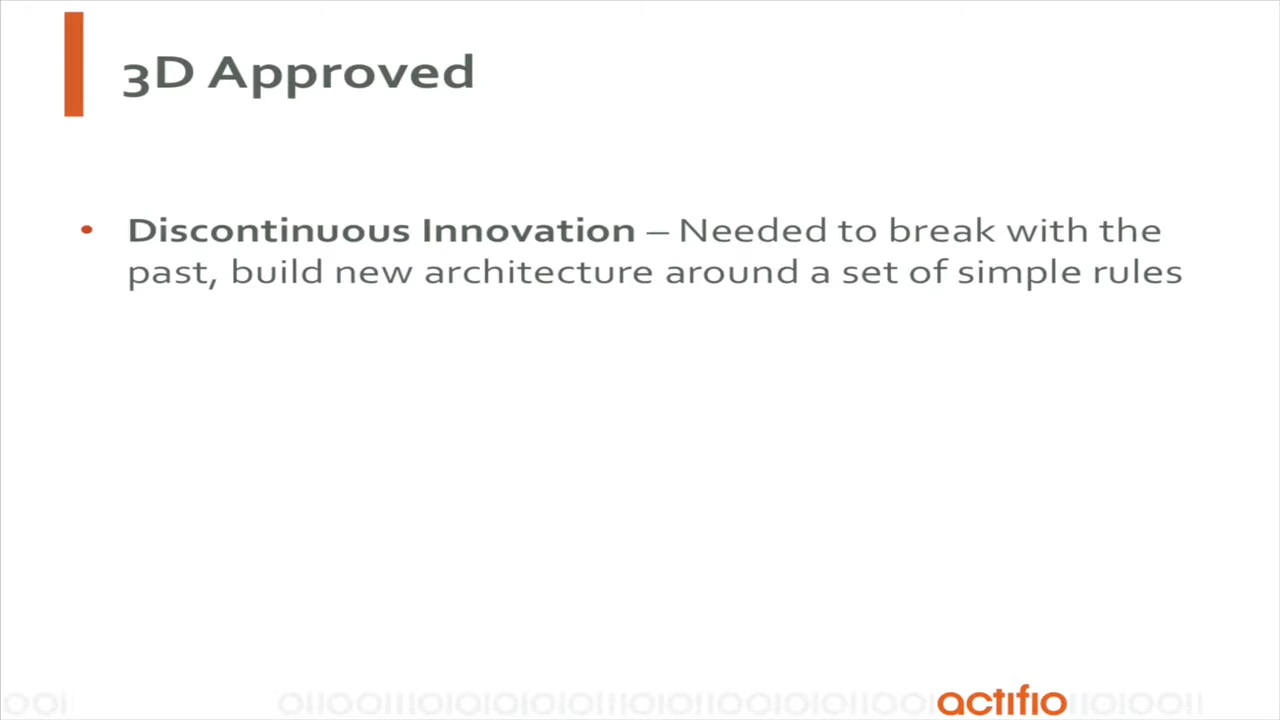 3D Approved
• Discontinuous Innovation – Needed to break with the
past, build new architecture around a set of simple rules
actifio